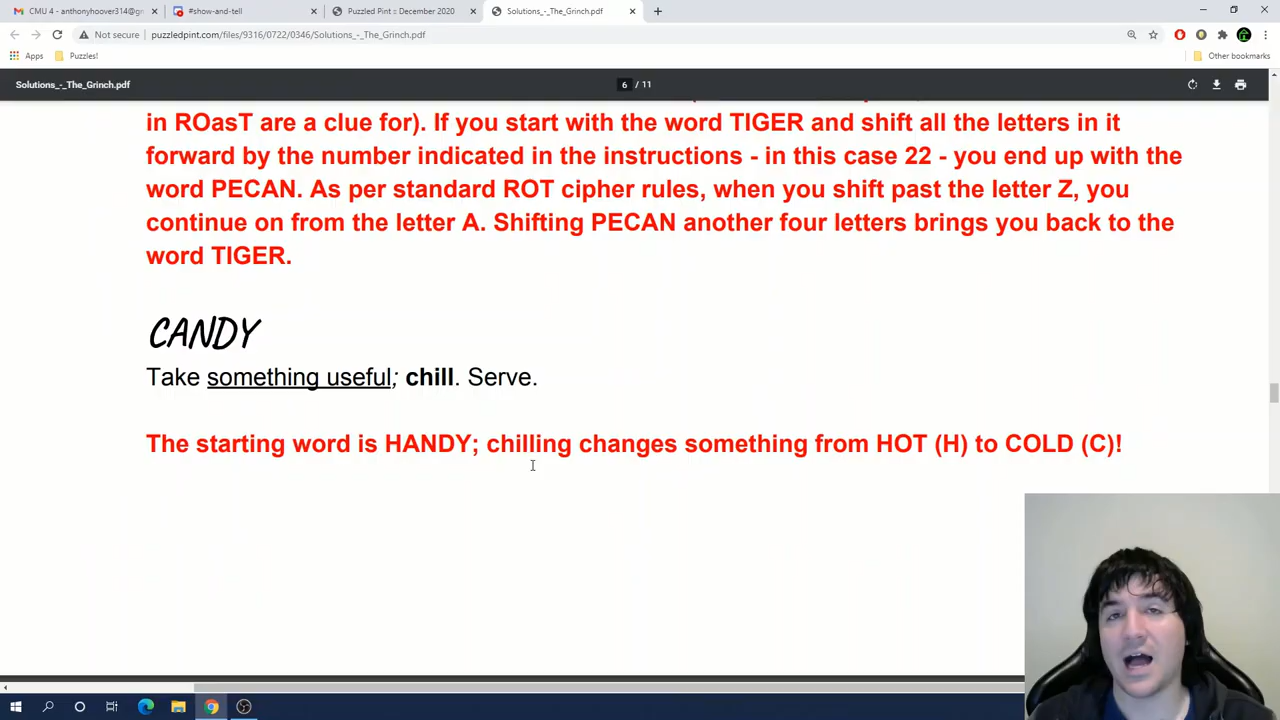 CMU 4 - anthonyhoover314@gr
#show-and-tell
Puzzled Pint :: December 2020
Solutions_-_The_Grinch.pdf
Not secure
puzzledpint.com/files/9316/0722/0346/Solutions_-_The_Grinch.pdf
Apps
Puzzles!
Other bookmarks
Solutions_-_The_Grinch.pdf
6 / 11
in ROasT are a clue for). If you start with the word TIGER and shift all the letters in it
forward by the number indicated in the instructions - in this case 22 - you end up with the
word PECAN. As per standard ROT cipher rules, when you shift past the letter Z, you
continue on from the letter A. Shifting PECAN another four letters brings you back to the
word TIGER.
CANDY
Take something useful; chill. Serve.
The starting word is HANDY; chilling changes something from HOT (H) to COLD (C)!